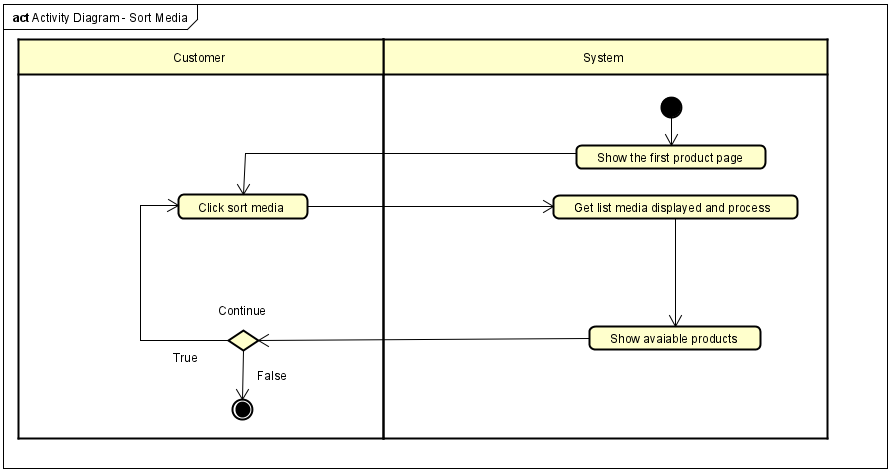 act Activity Diagram - Sort Media
Customer
System
Show the first product page
Click sort media
Get list media displayed and process
Continue
Show avaiable products
True
False